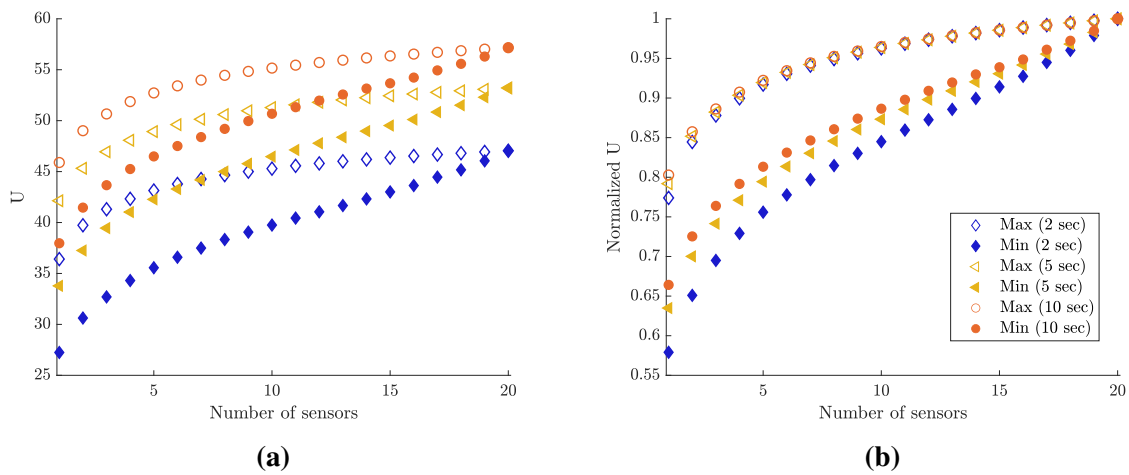 60
55
50
45
40
35
30
25
U
5
10
15
20
Number of sensors
(a)
1
0.95
0.9
0.85
0.8
0.75
0.7
0.65
0.6
0.55
Normalized U
5
10
15
20
Number of sensors
Max (2 sec)
Min (2 sec)
Max (5 sec)
Min (5 sec)
Max (10 sec)
Min (10 sec)
(b)